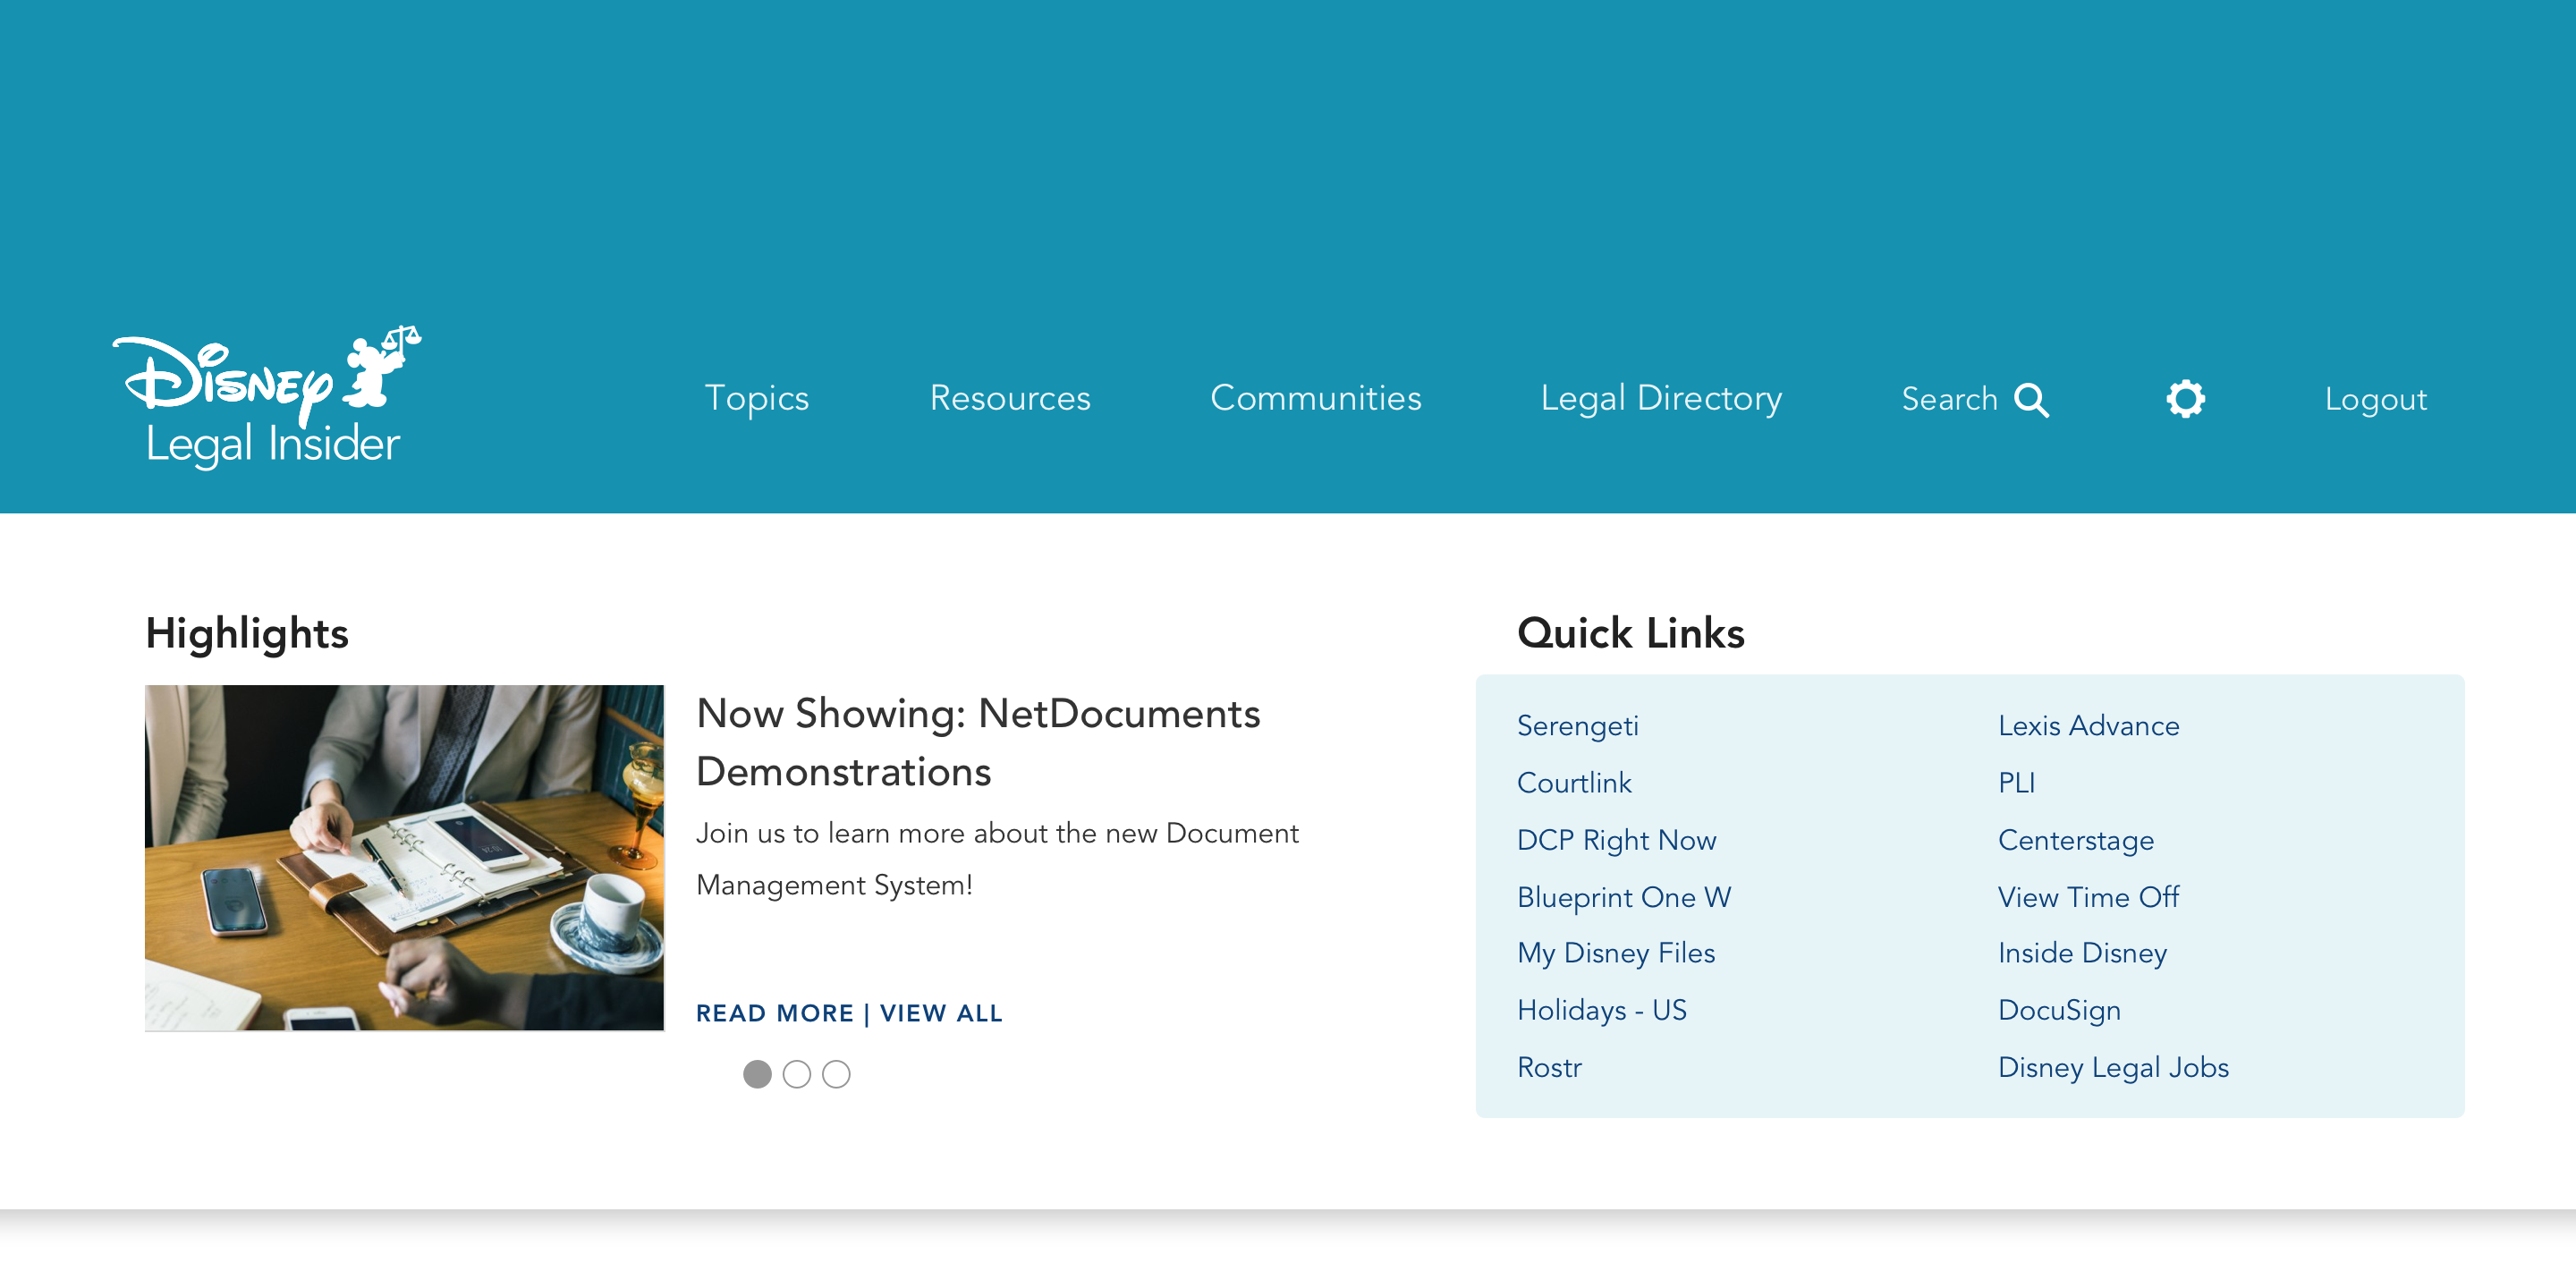 Disney
Legal Insider
Topics
Resources
Communities
Legal Directory
Search
Logout
Highlights
Now Showing: NetDocuments
Demonstrations
Join us to learn more about the new Document
Management System!
READ MORE | VIEW ALL
Quick Links
Serengeti
Courtlink
DCP Right Now
Blueprint One W
My Disney Files
Holidays - US
Rostr
Lexis Advance
PLI
Centerstage
View Time Off
Inside Disney
DocuSign
Disney Legal Jobs